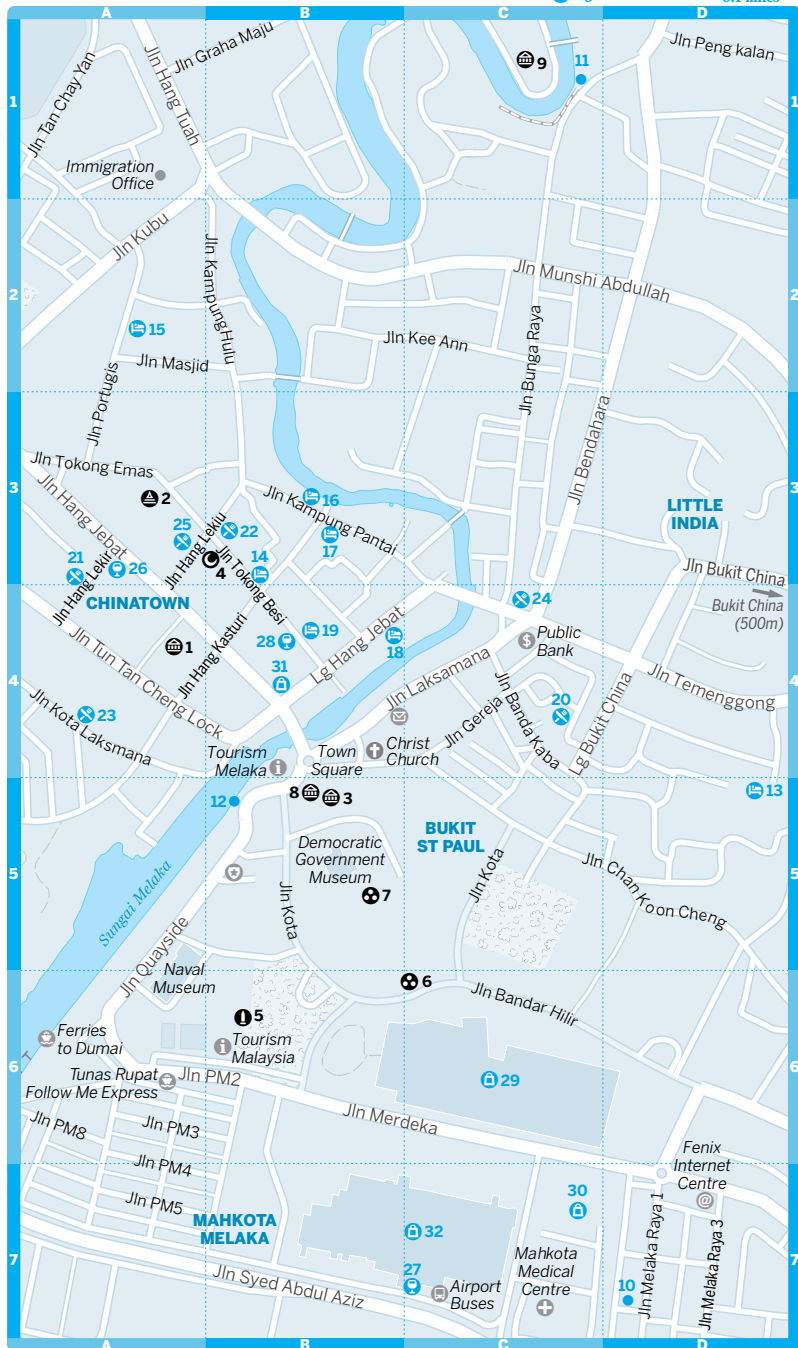 0.1 miles
A
B
C
D
Jln Graha Maju
Jln Peng kalan
9
11
Jln Tan Chay Yan
Jln Hang Tuah
1
1
Immigration
Office
Jln Kubu
Jln Kampung Hulu
Jln Munshi Abdullah
2
2
15
Jln Kee Ann
Jln Bunga Raya
Jln Masjid
Jln Portugis
Jln Bendahara
Jln Tokong Emas
3
3
2
Jln Hang Jebat
16
Jln Kampung Pantai
LITTLE
INDIA
25
22
17
Jln Hang Lekiu
14
4
Jln Tokong Besi
21
26
Jln Hang Lekir
Jln Bukit China
Bukit China
(500m)
CHINATOWN
24
1
Jln Hang Kasturi
28
19
18
Lg Hang Jebat
Public
Bank
Jln Tun Tan Cheng Lock
31
Jln Laksamana
4
4
Jln Temenggong
23
Jln Kota Laksmana
20
Jln Banda Kaba
Lg Bukit China
Jln Gereja
Tourism
Melaka
Town
Square
Christ
Church
12
8
3
13
BUKIT
ST PAUL
Democratic
Government
Museum
Jln Kota
Jln Kota
Jln Chan Koon Cheng
5
5
7
Sungai Melaka
Jln Quayside
Naval
Museum
6
Jln Bandar Hilir
5
Ferries
to Dumai
Tourism
Malaysia
6
6
Tunas Rupat
Follow Me Express
Jln PM2
29
Jln PM8
Jln PM3
Jln Merdeka
Jln PM4
Fenix
Internet
Centre
Jln PM5
30
MAHKOTA
MELAKA
32
Jln Melaka Raya 1
Jln Melaka Raya 3
Mahkota
Medical
Centre
7
7
27
Airport
Buses
10
Jln Syed Abdul Aziz
A
B
C
D